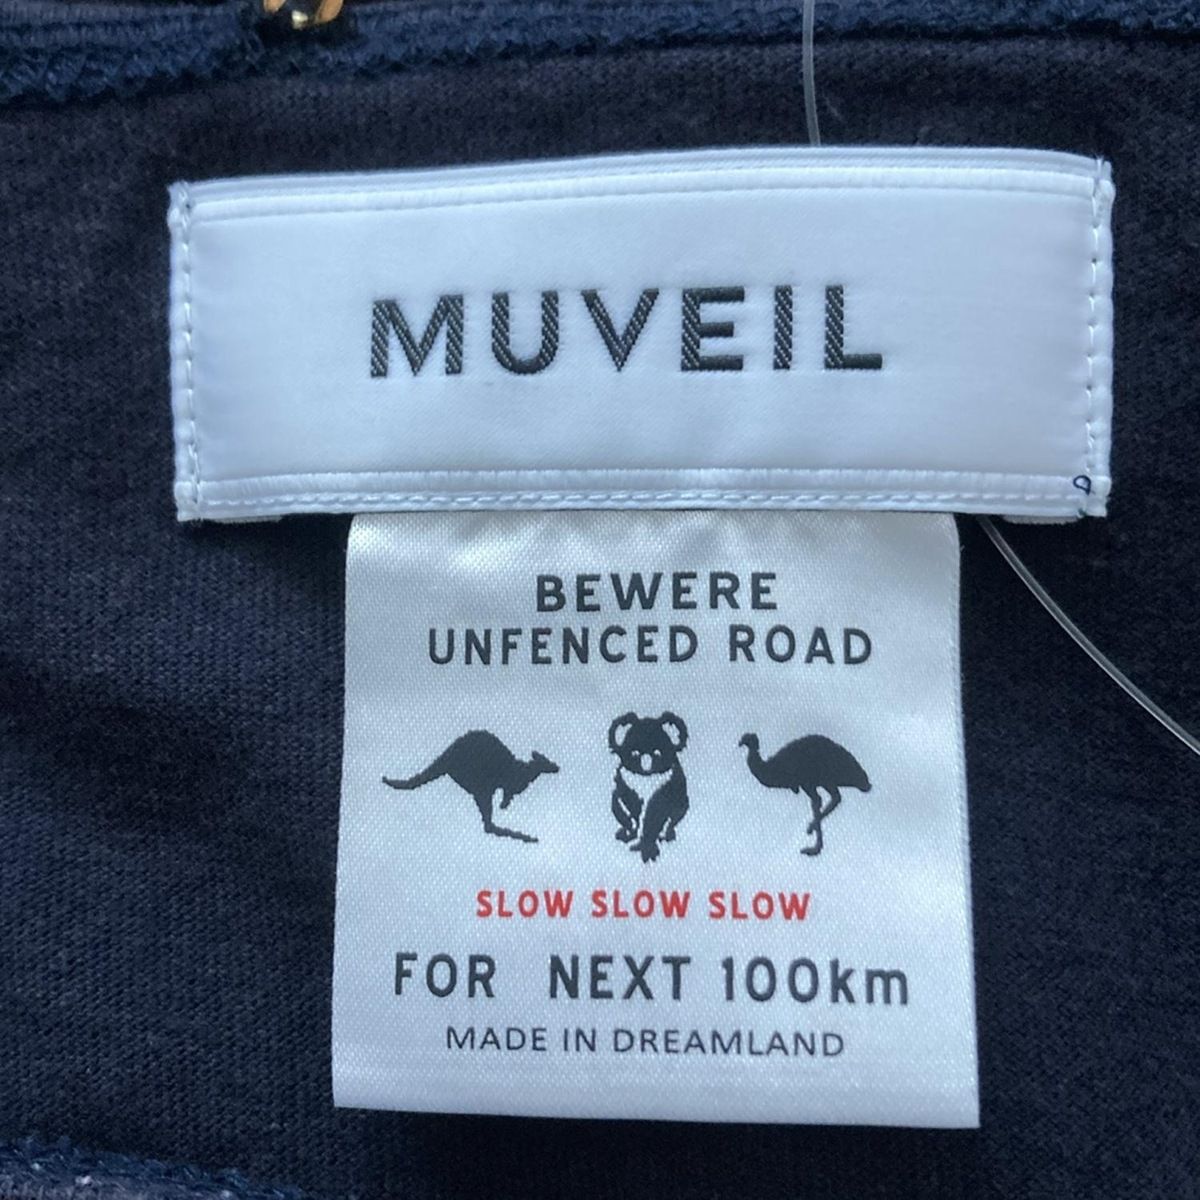 MUVEIL
BEWERE
UNFENCED ROAD
SLOW SLOW SLOW
FOR NEXT 100km
MADE IN DREAMLAND